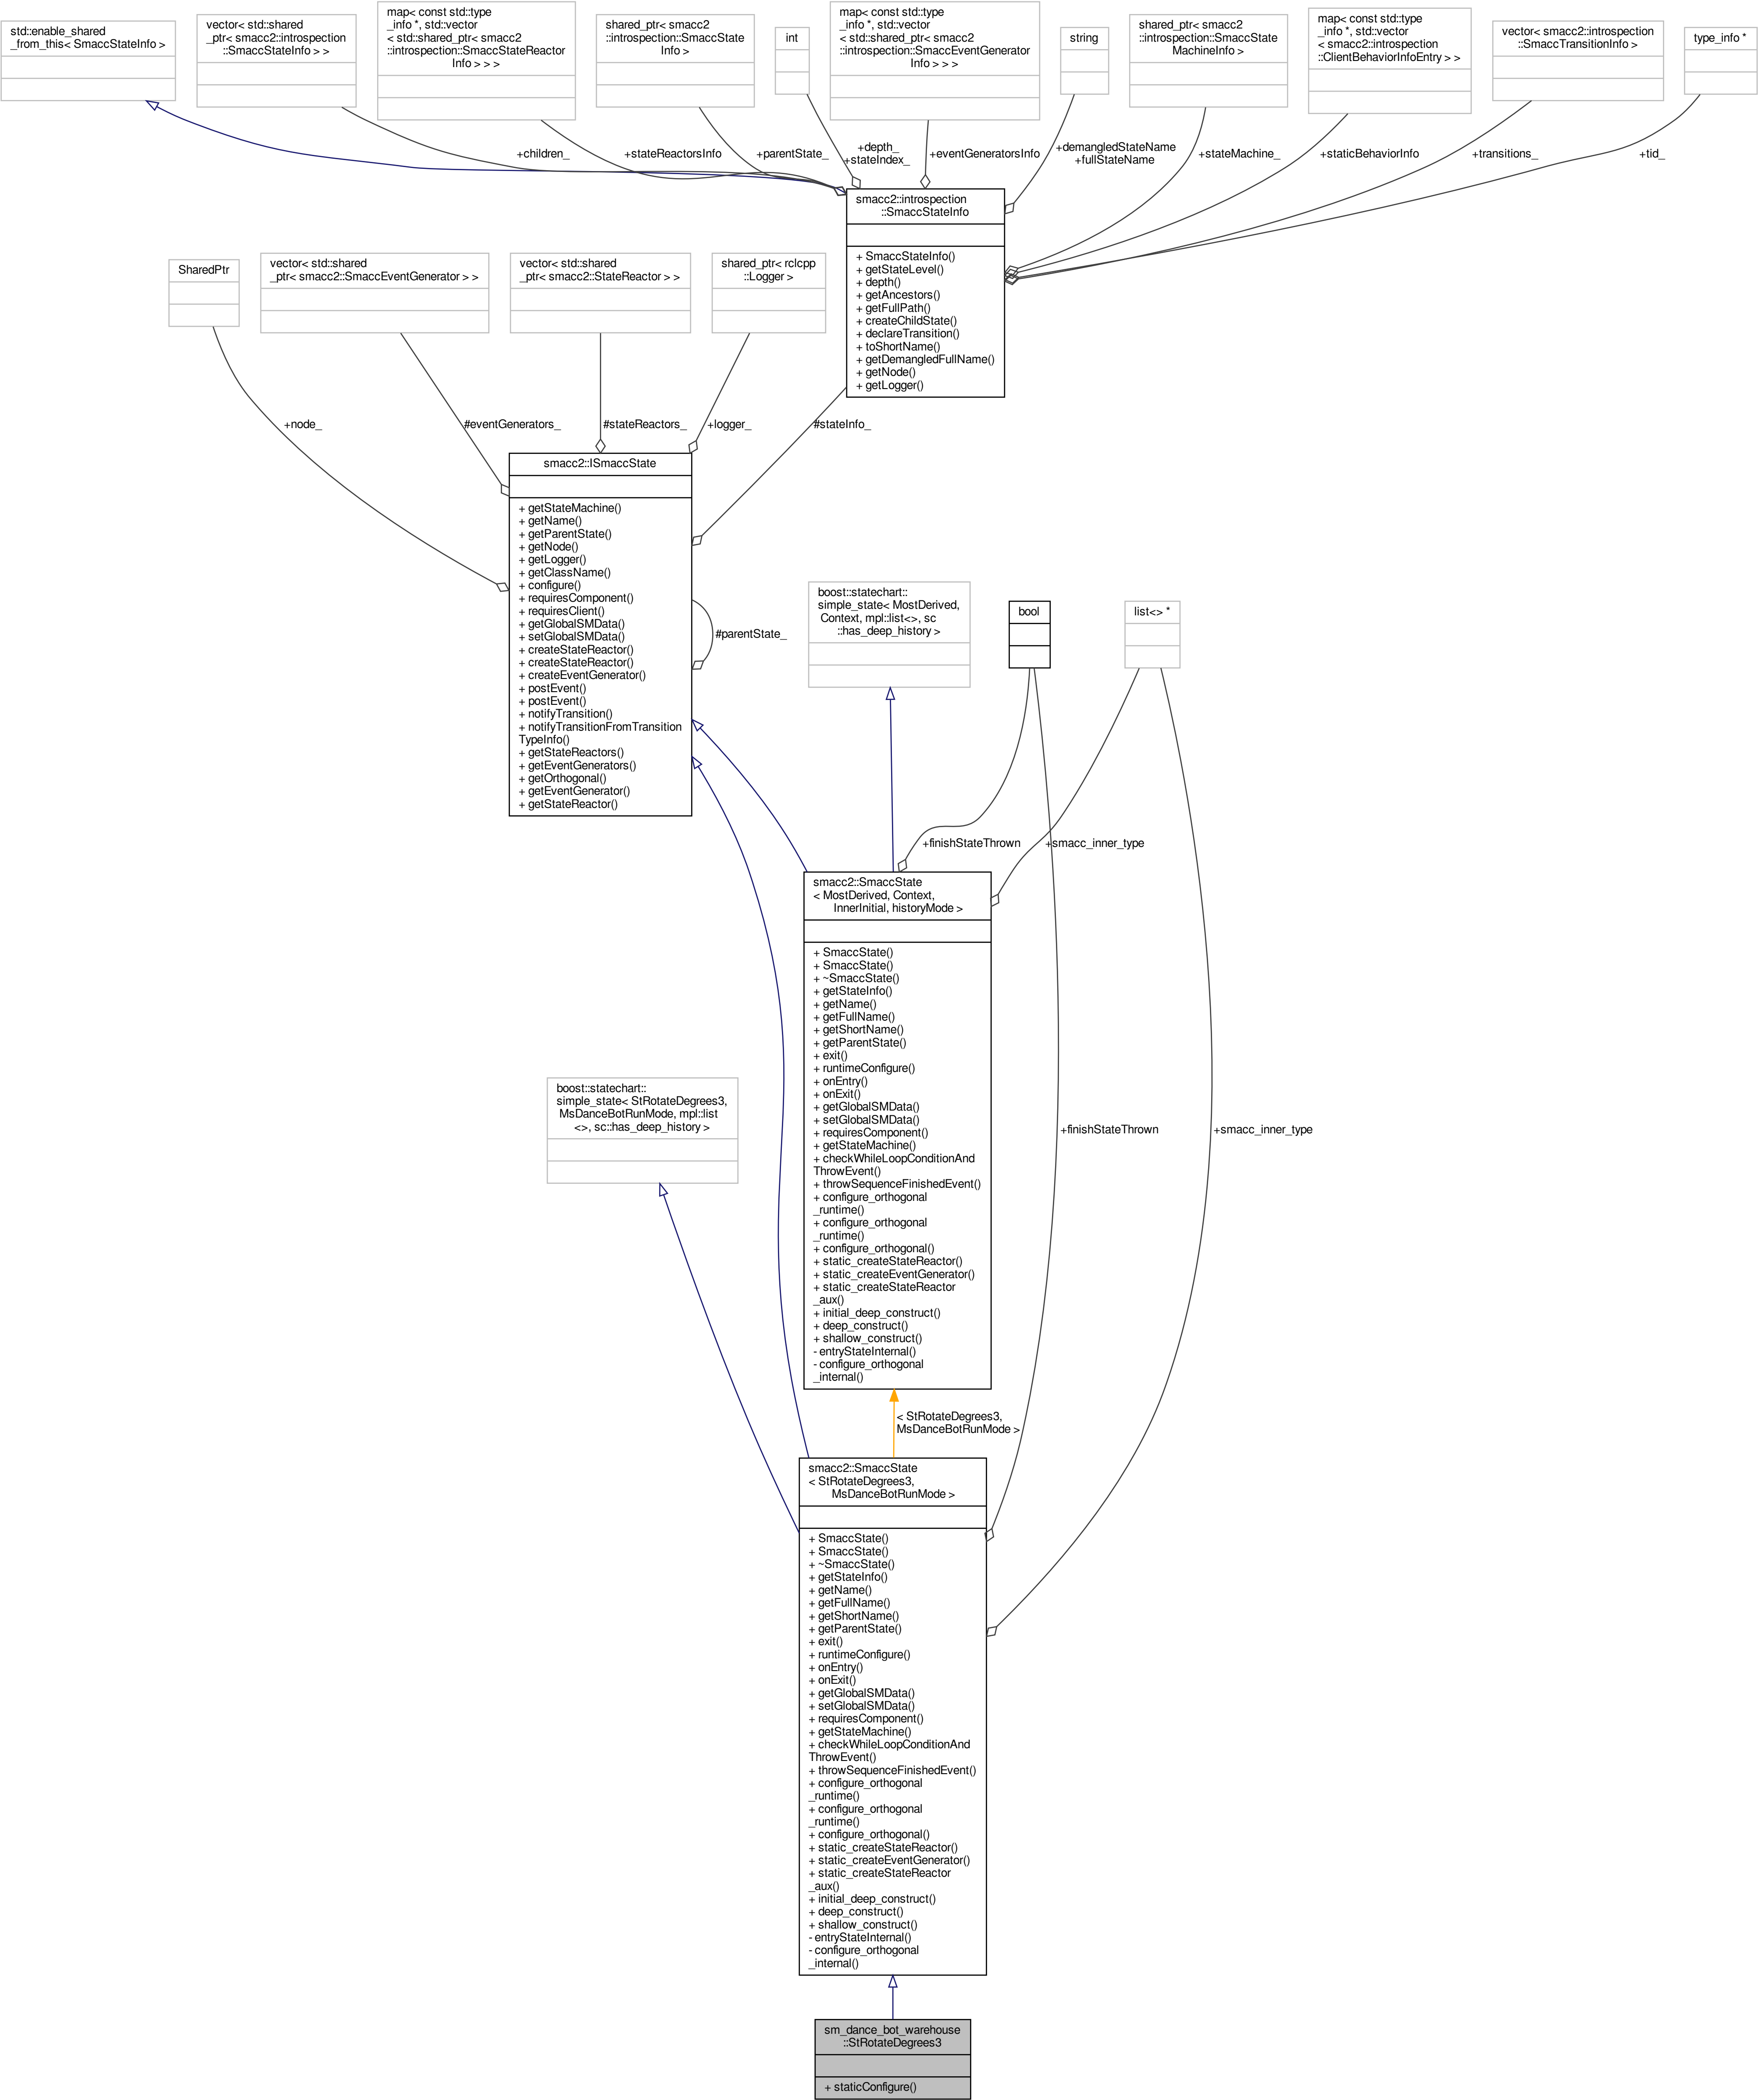 std::enable_shared
_from_this< SmaccStateInfo >
vector< std::shared
_ptr< smacc2::introspection
::SmaccStateInfo > >
map< const std::type
_info *, std::vector
< std::shared_ptr< smacc2
::introspection::SmaccStateReactor
Info > > >
shared_ptr< smacc2
::introspection::SmaccState
Info >
int
map< const std::type
_info *, std::vector
< std::shared_ptr< smacc2
::introspection::SmaccEventGenerator
Info > > >
string
shared_ptr< smacc2
::introspection::SmaccState
MachineInfo >
map< const std::type
_info *, std::vector
< smacc2::introspection
::ClientBehaviorInfoEntry > >
vector< smacc2::introspection
::SmaccTransitionInfo >
type_info *
+children_
+stateReactorsInfo
+parentState_
+depth_
+stateIndex_
+eventGeneratorsInfo
+demangledStateName
+fullStateName
+stateMachine_
+staticBehaviorInfo
+transitions_
+tid_
smacc2::introspection
::SmaccStateInfo
+ SmaccStateInfo()
+ getStateLevel()
+ depth()
+ getAncestors()
+ getFullPath()
+ createChildState()
+ declareTransition()
+ toShortName()
+ getDemangledFullName()
+ getNode()
+ getLogger()
SharedPtr
vector< std::shared
_ptr< smacc2::SmaccEventGenerator > >
vector< std::shared
_ptr< smacc2::StateReactor > >
shared_ptr< rclcpp
::Logger >
+node_
#eventGenerators_
#stateReactors_
+logger_
#stateInfo_
smacc2::ISmaccState
+ getStateMachine()
+ getName()
+ getParentState()
+ getNode()
+ getLogger()
+ getClassName()
+ configure()
+ requiresComponent()
+ requiresClient()
+ getGlobalSMData()
+ setGlobalSMData()
+ createStateReactor()
+ createStateReactor()
+ createEventGenerator()
+ postEvent()
+ postEvent()
+ notifyTransition()
+ notifyTransitionFromTransition
TypeInfo()
+ getStateReactors()
+ getEventGenerators()
+ getOrthogonal()
+ getEventGenerator()
+ getStateReactor()
#parentState_
boost::statechart::
simple_state< MostDerived,
Context, mpl::list<>, sc
::has_deep_history >
bool
list<> *
+finishStateThrown
+smacc_inner_type
smacc2::SmaccState
< MostDerived, Context,
InnerInitial, historyMode >
+ SmaccState()
+ SmaccState()
+ ~SmaccState()
+ getStateInfo()
+ getName()
+ getFullName()
+ getShortName()
+ getParentState()
+ exit()
+ runtimeConfigure()
+ onEntry()
+ onExit()
+ getGlobalSMData()
+ setGlobalSMData()
+ requiresComponent()
+ getStateMachine()
+ checkWhileLoopConditionAnd
ThrowEvent()
+ throwSequenceFinishedEvent()
+ configure_orthogonal
_runtime()
+ configure_orthogonal
_runtime()
+ configure_orthogonal()
+ static_createStateReactor()
+ static_createEventGenerator()
+ static_createStateReactor
_aux()
+ initial_deep_construct()
+ deep_construct()
+ shallow_construct()
- entryStateInternal()
- configure_orthogonal
_internal()
boost::statechart::
simple_state< StRotateDegrees3,
MsDanceBotRunMode, mpl::list
<>, sc::has_deep_history >
+finishStateThrown
+smacc_inner_type
< StRotateDegrees3,
MsDanceBotRunMode >
smacc2::SmaccState
< StRotateDegrees3,
MsDanceBotRunMode >
+ SmaccState()
+ SmaccState()
+ ~SmaccState()
+ getStateInfo()
+ getName()
+ getFullName()
+ getShortName()
+ getParentState()
+ exit()
+ runtimeConfigure()
+ onEntry()
+ onExit()
+ getGlobalSMData()
+ setGlobalSMData()
+ requiresComponent()
+ getStateMachine()
+ checkWhileLoopConditionAnd
ThrowEvent()
+ throwSequenceFinishedEvent()
+ configure_orthogonal
_runtime()
+ configure_orthogonal
_runtime()
+ configure_orthogonal()
+ static_createStateReactor()
+ static_createEventGenerator()
+ static_createStateReactor
_aux()
+ initial_deep_construct()
+ deep_construct()
+ shallow_construct()
- entryStateInternal()
- configure_orthogonal
_internal()
sm_dance_bot_warehouse
::StRotateDegrees3
+ staticConfigure()